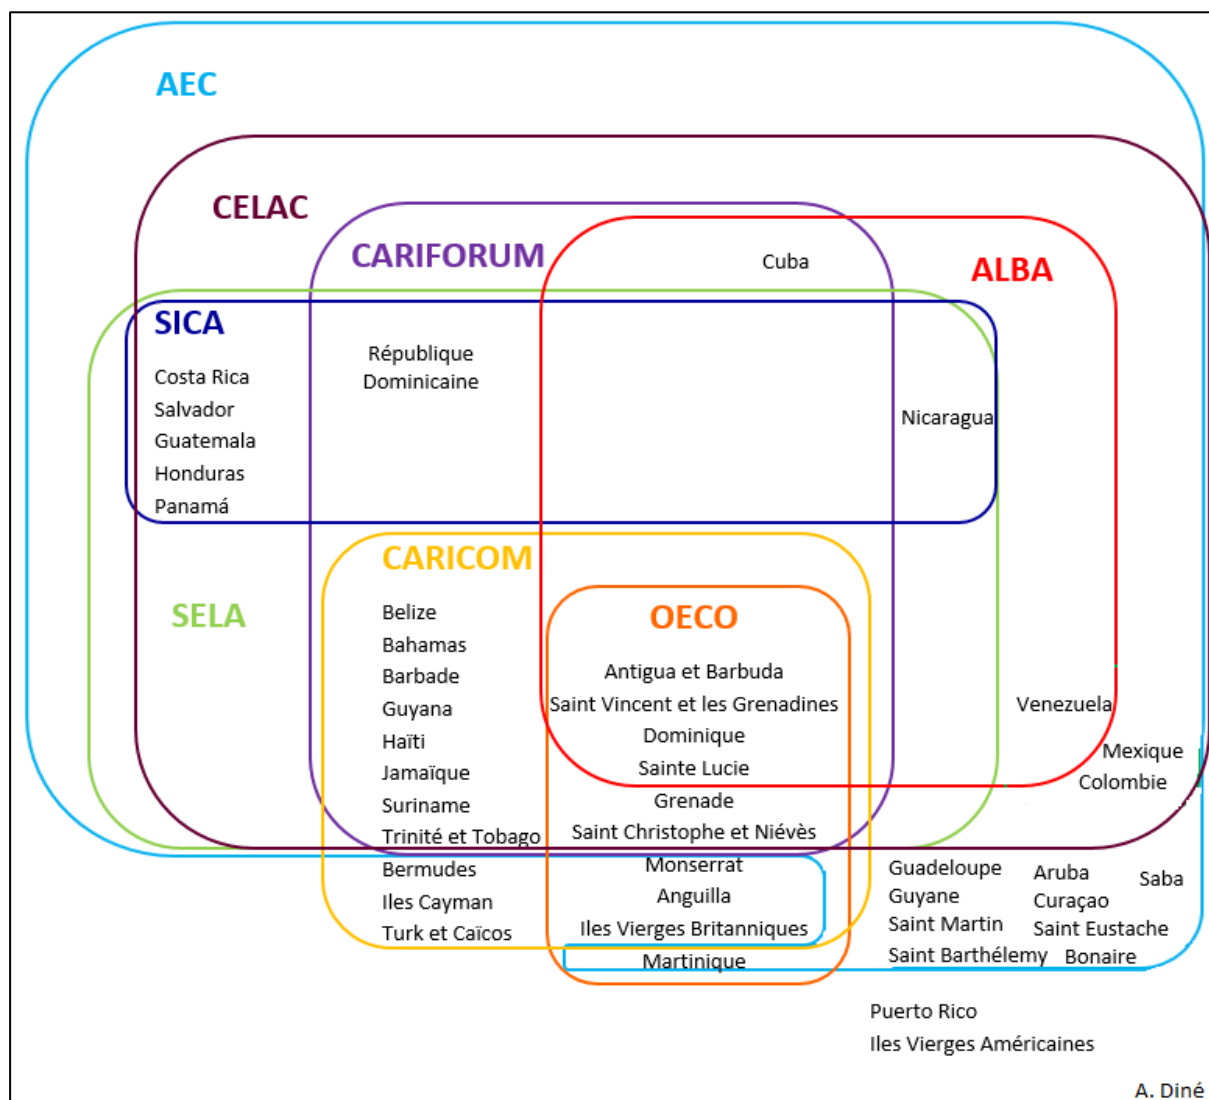 AEC
CELAC
CARIFORUM
Cuba
ALBA
SICA
République
Dominicaine
Costa Rica
Salvador
Guatemala
Honduras
Panamá
Nicaragua
CARICOM
SELA
OECO
Belize
Bahamas
Barbade
Guyana
Haïti
Jamaïque
Suriname
Trinité et Tobago
Bermudes
Iles Cayman
Turk et Caïcos
Antigua et Barbuda
Saint Vincent et les Grenadines
Dominique
Sainte Lucie
Grenade
Saint Christophe et Niévès
Monserrat
Anguilla
Iles Vierges Britanniques
Martinique
Venezuela
Mexique
Colombie
Guadeloupe
Guyane
Saint Martin
Saint Barthélemy
Aruba
Curaçao
Saint Eustache
Bonaire
Saba
Puerto Rico
Iles Vierges Américaines
A. Diné